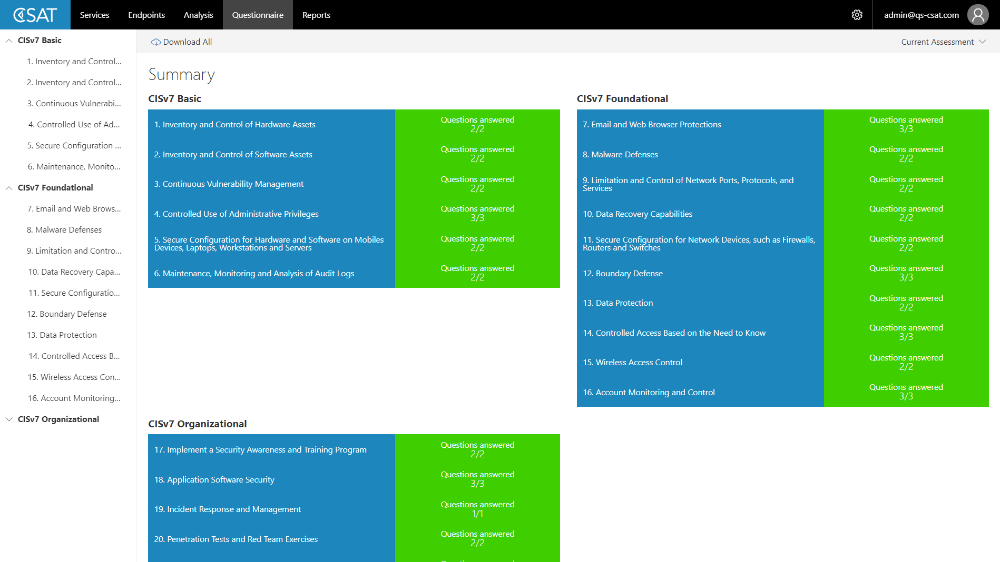 CSAT
Services
Endpoints
Analysis
Questionnaire
Reports
admin@qs-csat.com
CISv7 Basic
1. Inventory and Control...
2. Inventory and Control...
3. Continuous Vulnerabi...
4. Controlled Use of Ad...
5. Secure Configuration ...
6. Maintenance, Monito...
CISv7 Foundational
7. Email and Web Brows...
8. Malware Defenses
9. Limitation and Contro...
10. Data Recovery Capa...
11. Secure Configuratio...
12. Boundary Defense
13. Data Protection
14. Controlled Access B...
15. Wireless Access Con...
16. Account Monitoring...
CISv7 Organizational
Download All
Current Assessment
Summary
CISv7 Basic
1. Inventory and Control of Hardware Assets
Questions answered
2/2
2. Inventory and Control of Software Assets
Questions answered
2/2
3. Continuous Vulnerability Management
Questions answered
2/2
4. Controlled Use of Administrative Privileges
Questions answered
3/3
5. Secure Configuration for Hardware and Software on Mobiles
Devices, Laptops, Workstations and Servers
Questions answered
2/2
6. Maintenance, Monitoring and Analysis of Audit Logs
Questions answered
2/2
CISv7 Foundational
7. Email and Web Browser Protections
Questions answered
3/3
8. Malware Defenses
Questions answered
2/2
9. Limitation and Control of Network Ports, Protocols, and
Services
Questions answered
2/2
10. Data Recovery Capabilities
Questions answered
2/2
11. Secure Configuration for Network Devices, such as Firewalls,
Routers and Switches
Questions answered
2/2
12. Boundary Defense
Questions answered
3/3
13. Data Protection
Questions answered
2/2
14. Controlled Access Based on the Need to Know
Questions answered
3/3
15. Wireless Access Control
Questions answered
2/2
16. Account Monitoring and Control
Questions answered
3/3
CISv7 Organizational
17. Implement a Security Awareness and Training Program
Questions answered
2/2
18. Application Software Security
Questions answered
3/3
19. Incident Response and Management
Questions answered
1/1
20. Penetration Tests and Red Team Exercises
Questions answered
2/2